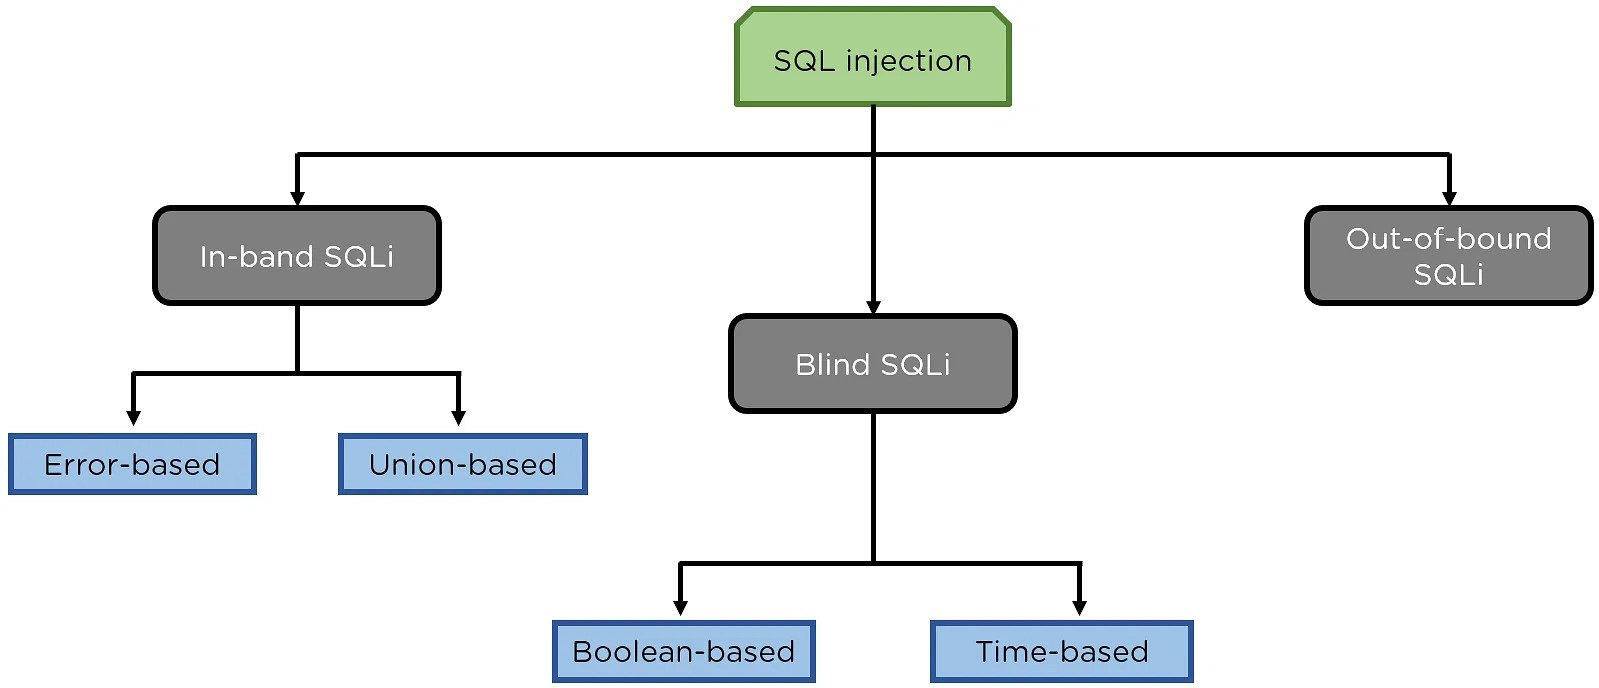 SQL injection
In-band SQLi
Out-of-bound
SQLi
Blind SQLi
Error-based
Union-based
Boolean-based
Time-based